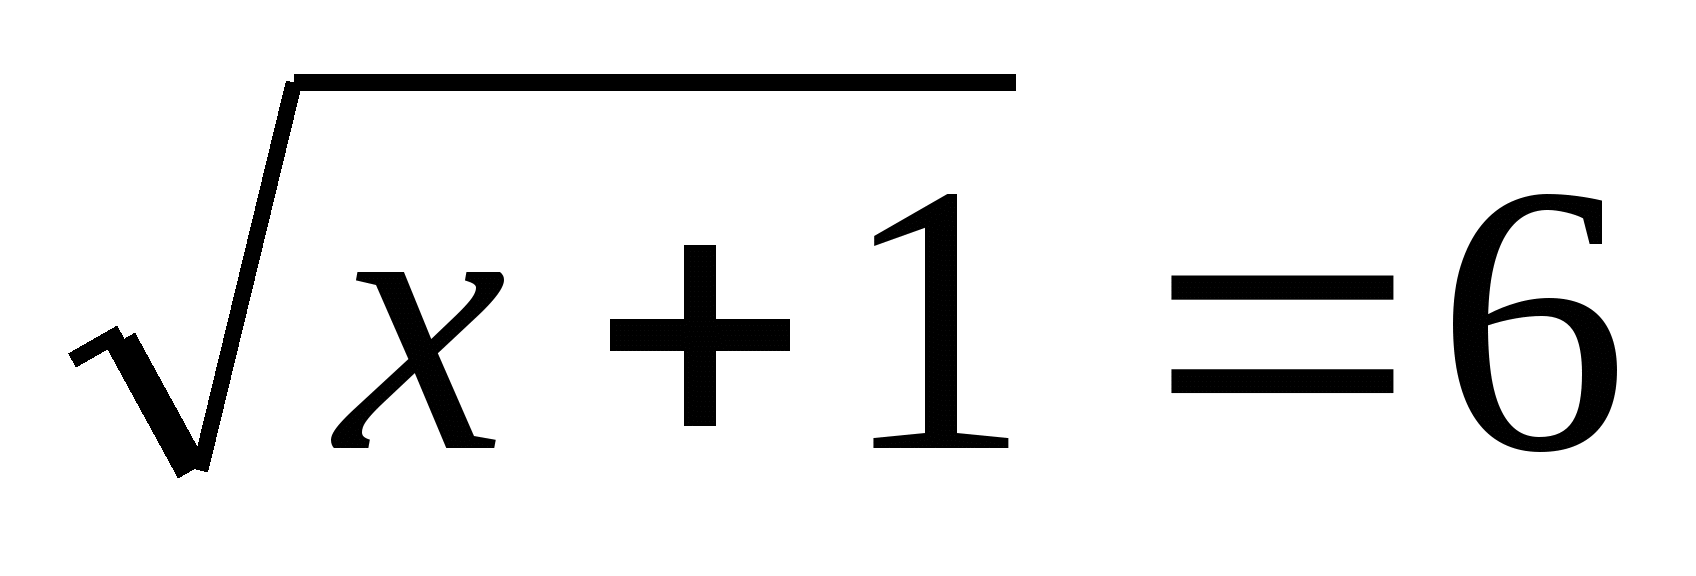 √x + 1 = 6